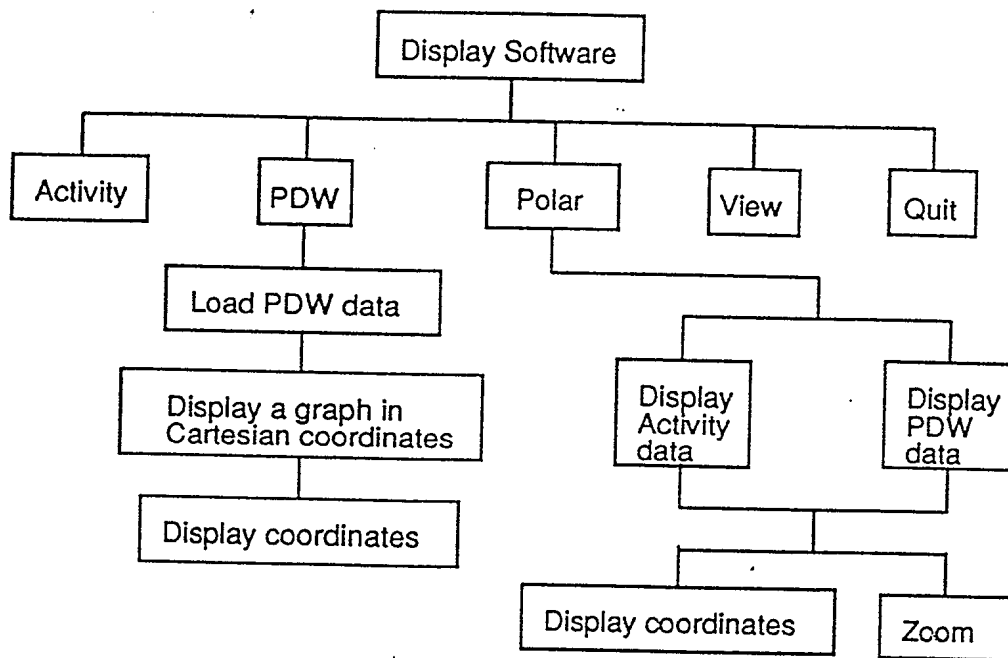 Display Software
Activity
PDW
Polar
View
Quit
Load PDW data
Display a graph in
Cartesian coordinates
Display coordinates
Display
Activity
data
Display
PDW
data
Display coordinates
Zoom